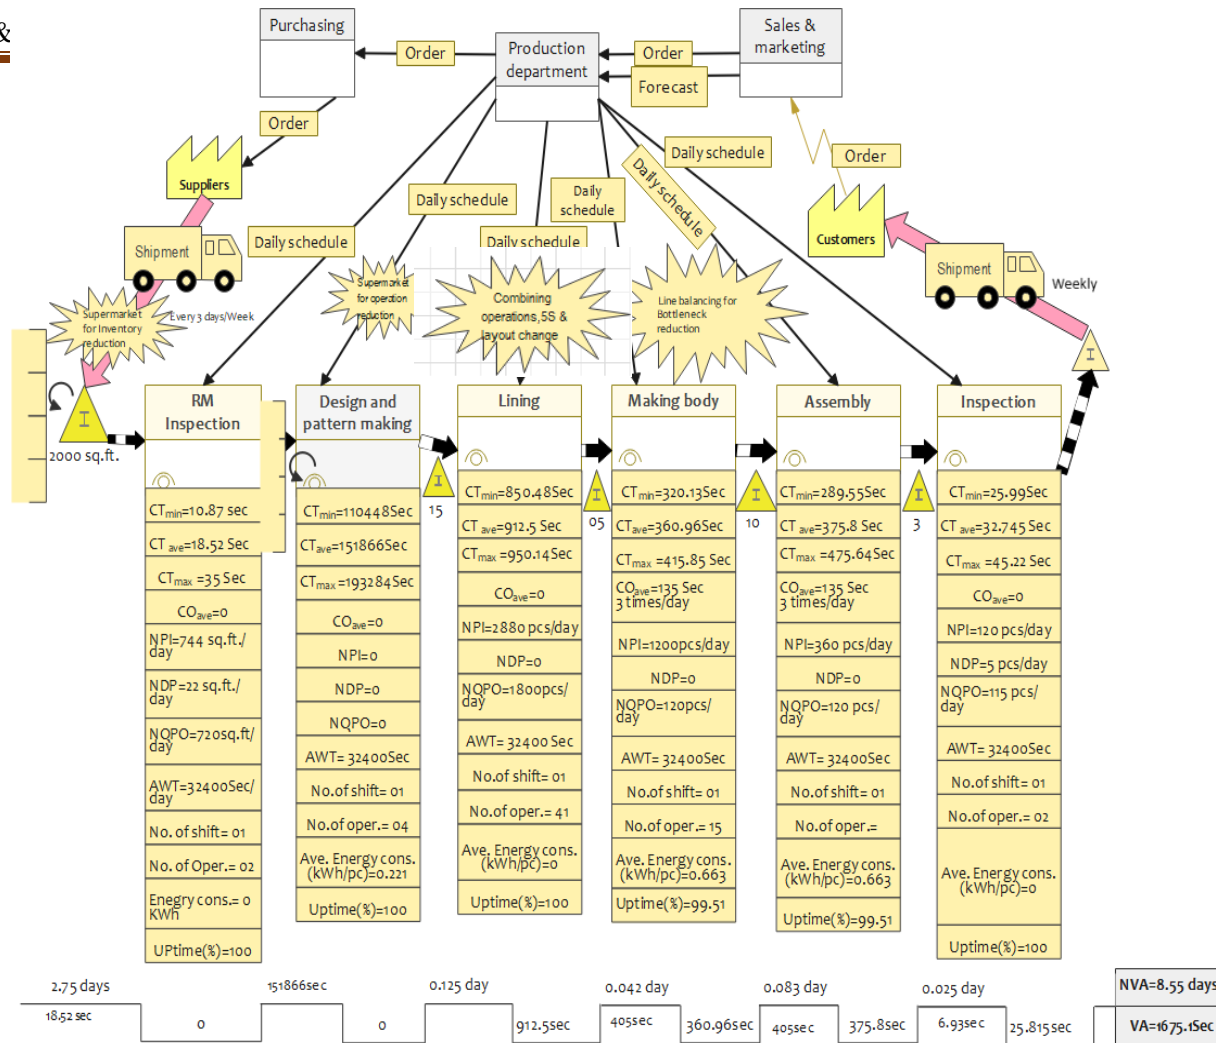 &
Purchasing
Order
Production
department
Order
Forecast
Sales &
marketing
Order
Suppliers
Shipment
Every 3 days/Week
Supermarket
for Inventory
reduction
Daily schedule
Daily schedule
Daily schedule
Daily
schedule
Daily schedule
Daily schedule
Order
Customers
Shipment
Weekly
Supermarket
for operation
reduction
Combining
operations,5S &
layout change
Line balancing for
Bottleneck
reduction
I
2000 sq.ft.
RM
Inspection
CTmin=10.87 sec
CT ave=18.52 Sec
CTmax =35 Sec
COave=0
NPI=744 sq.ft./
day
NDP=22 sq.ft./
day
NQPO=720sq.ft/
day
AWT=32400Sec/
day
No. of shift= 01
No. of Oper.= 02
Enegry cons.= 0
KWh
UPtime(%)=100
Design and
pattern making
CTmin=110448Sec
CTave=151866Sec
CTmax =193284Sec
COave=0
NPI=0
NDP=0
NQPO=0
AWT= 32400Sec
No.of shift= 01
No.of oper.= 04
Ave. Energy cons.
(kWh/pc)=0.221
Uptime(%)=100
I
15
Lining
CTmin=850.48Sec
CT ave=912.5 Sec
CTmax =950.14Sec
COave=0
NPI=2880 pcs/day
NDP=0
NQPO=1800pcs/
day
AWT= 32400 Sec
No.of shift= 01
No.of oper.= 41
Ave. Energy cons.
(kWh/pc)=0
Uptime(%)=100
I
05
Making body
CTmin=320.13Sec
CT ave=360.96Sec
CTmax =415.85 Sec
COave=135 Sec
3 times/day
NPI=1200pcs/day
NDP=0
NQPO=120pcs/
day
AWT= 32400Sec
No.of shift= 01
No.of oper.= 15
Ave. Energy cons.
(kWh/pc)=0.663
Uptime(%)=99.51
I
10
Assembly
CTmin=289.55Sec
CT ave=375.8 Sec
CTmax =475.64Sec
COave=135 Sec
3 times/day
NPI=360 pcs/day
NDP=0
NQPO=120 pcs/
day
AWT= 32400Sec
No.of shift= 01
No.of oper.=
Ave. Energy cons.
(kWh/pc)=0.663
Uptime(%)=99.51
I
3
Inspection
CTmin=25.99Sec
CT ave=32.745 Sec
CTmax =45.22 Sec
COave=0
NPI=120 pcs/day
NDP=5 pcs/day
NQPO=115 pcs/
day
AWT= 32400Sec
No.of shift= 01
No.of oper.= 02
Ave. Energy cons.
(kWh/pc)=0
Uptime(%)=100
I
2.75 days
151866sec
0.125 day
0.042 day
0.083 day
0.025 day
NVA=8.55 days
18.52 sec
0
0
912.5sec
405sec
360.96sec
405sec
375.8sec
6.93sec
25.815sec
VA=1675.1Sec